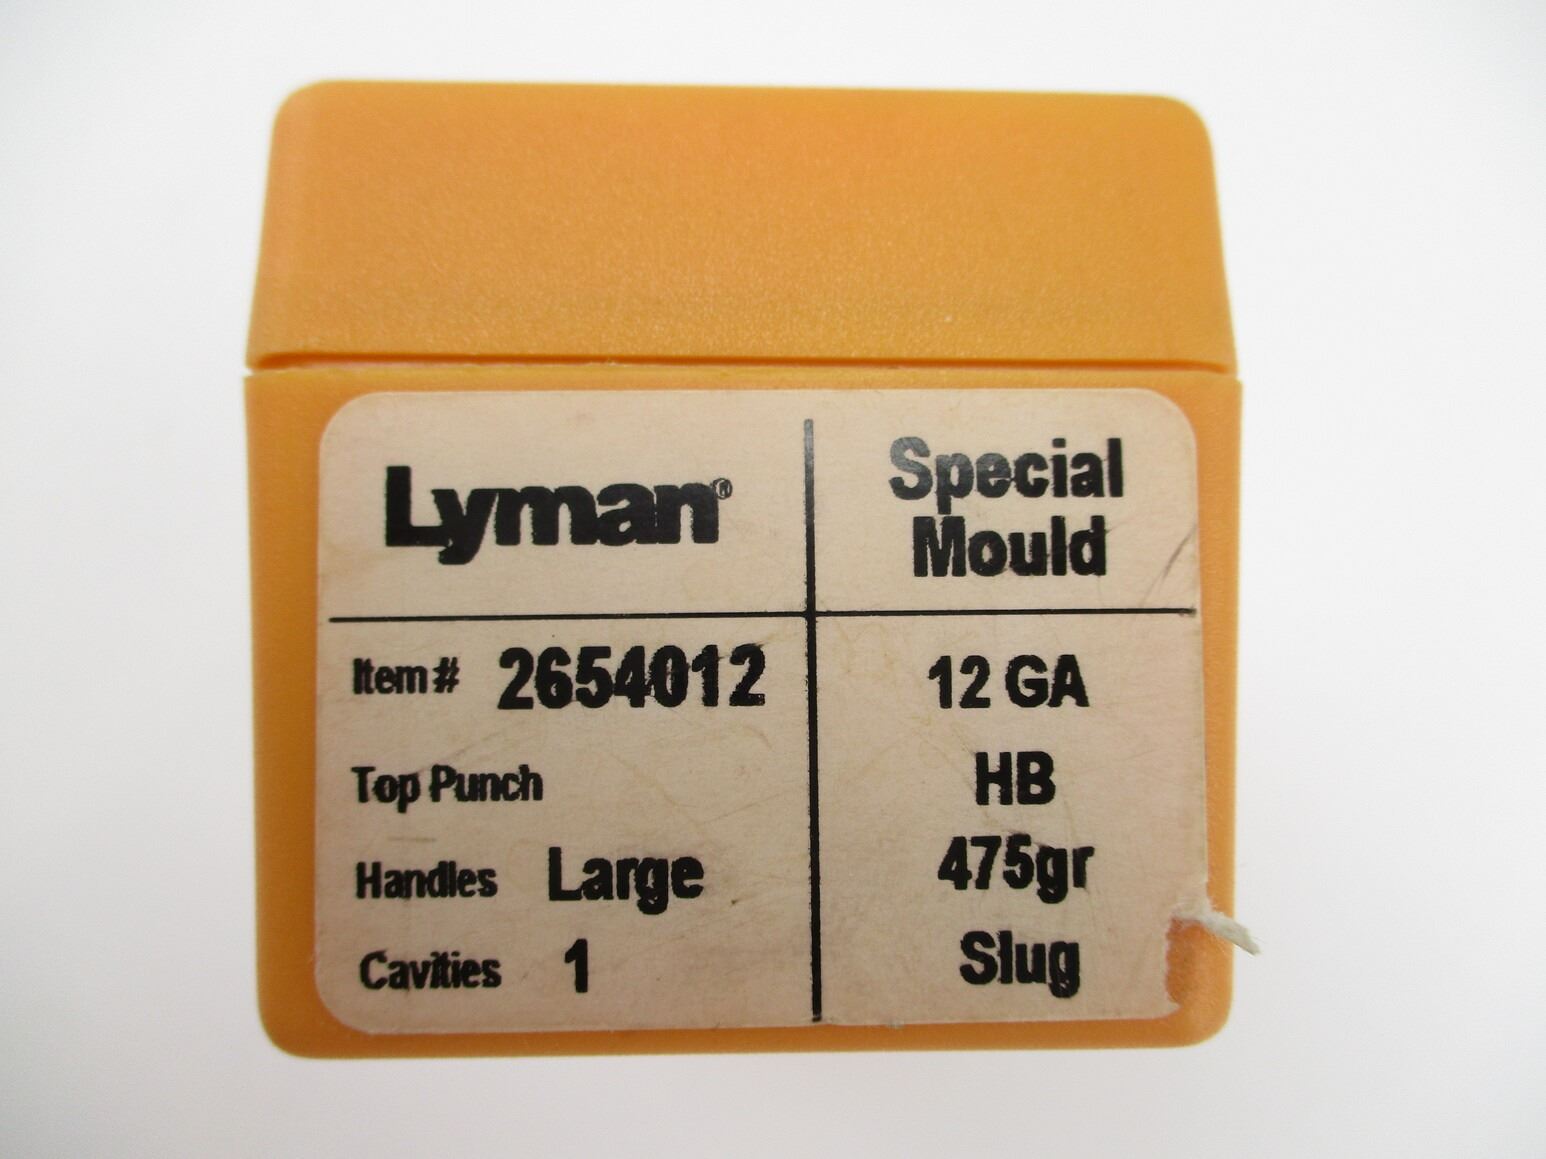 Lyman®
Special
Mould
Item # 2654012
Top Punch
Handles Large
Cavities 1
12 GA
HB
475gr
Slug